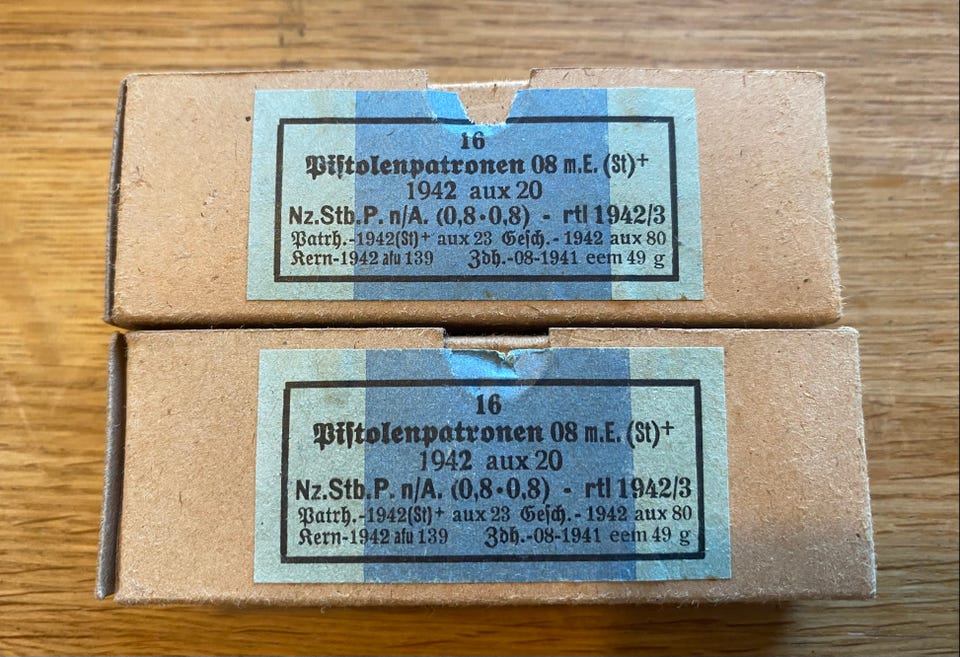 16
Pistolenpatronen 08 m.E. (St)+
1942 aux 20
Nz.Stb.P. n/A. (0,8·0,8) - rtl 1942/3
Patrh.-1942(St)+ aux 23 Gesch.-1942 aux 80
Kern-1942 afu 139 Zdh.-08-1941 eem 49 g
16
Pistolenpatronen 08 m.E. (St)+
1942 aux 20
Nz.Stb.P. n/A. (0,8·0,8) - rtl 1942/3
Patrh.-1942(St)+ aux 23 Gesch.-1942 aux 80
Kern-1942 afu 139 Zdh.-08-1941 eem 49 g